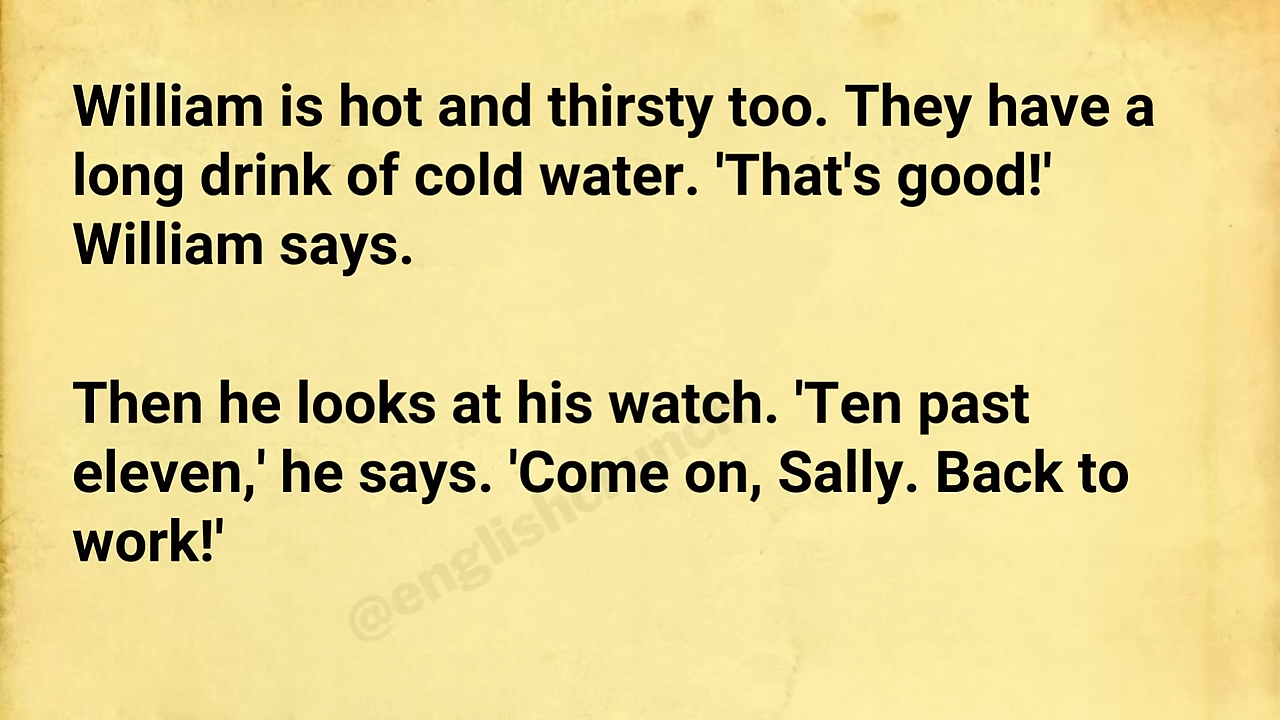 William is hot and thirsty too. They have a
long drink of cold water. 'That's good!'
William says.
Then he looks at his watch. 'Ten past
eleven,' he says. 'Come on, Sally. Back to
work!'